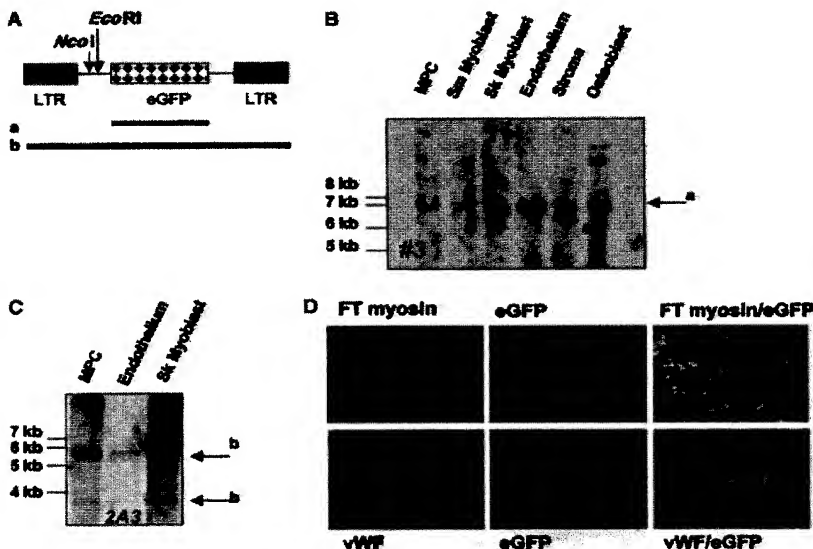 A
EcoRI
NcoI
LTR
eGFP
LTR
a
b
B
MPC
Sm Myoblast
Sk Myoblast
Endothelium
Stroma
Osteoblast
8 kb
7 kb
6 kb
5 kb
a
#3
C
MPC
Endothelium
Sk Myoblast
7 kb
6 kb
5 kb
4 kb
b
b
2A3
D
FT myosin
eGFP
FT myosin/eGFP
vWF
eGFP
vWF/eGFP